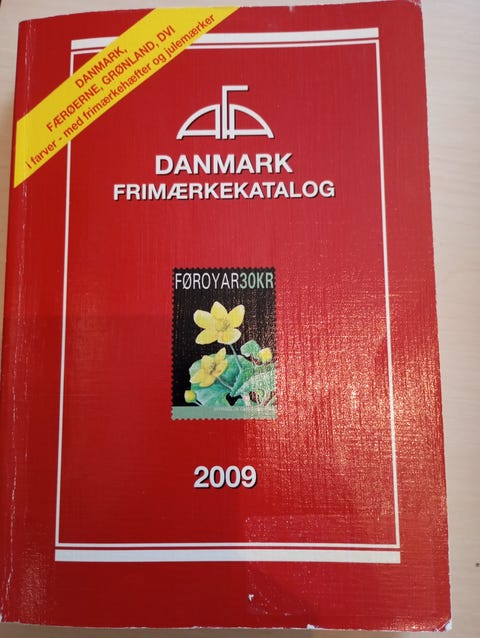 DANMARK,
FÆRØERNE, GRØNLAND, DVI
i farver - med frimærkehæfter og julemærker
AFA
DANMARK
FRIMÆRKEKATALOG
FØROYAR30KR
2009